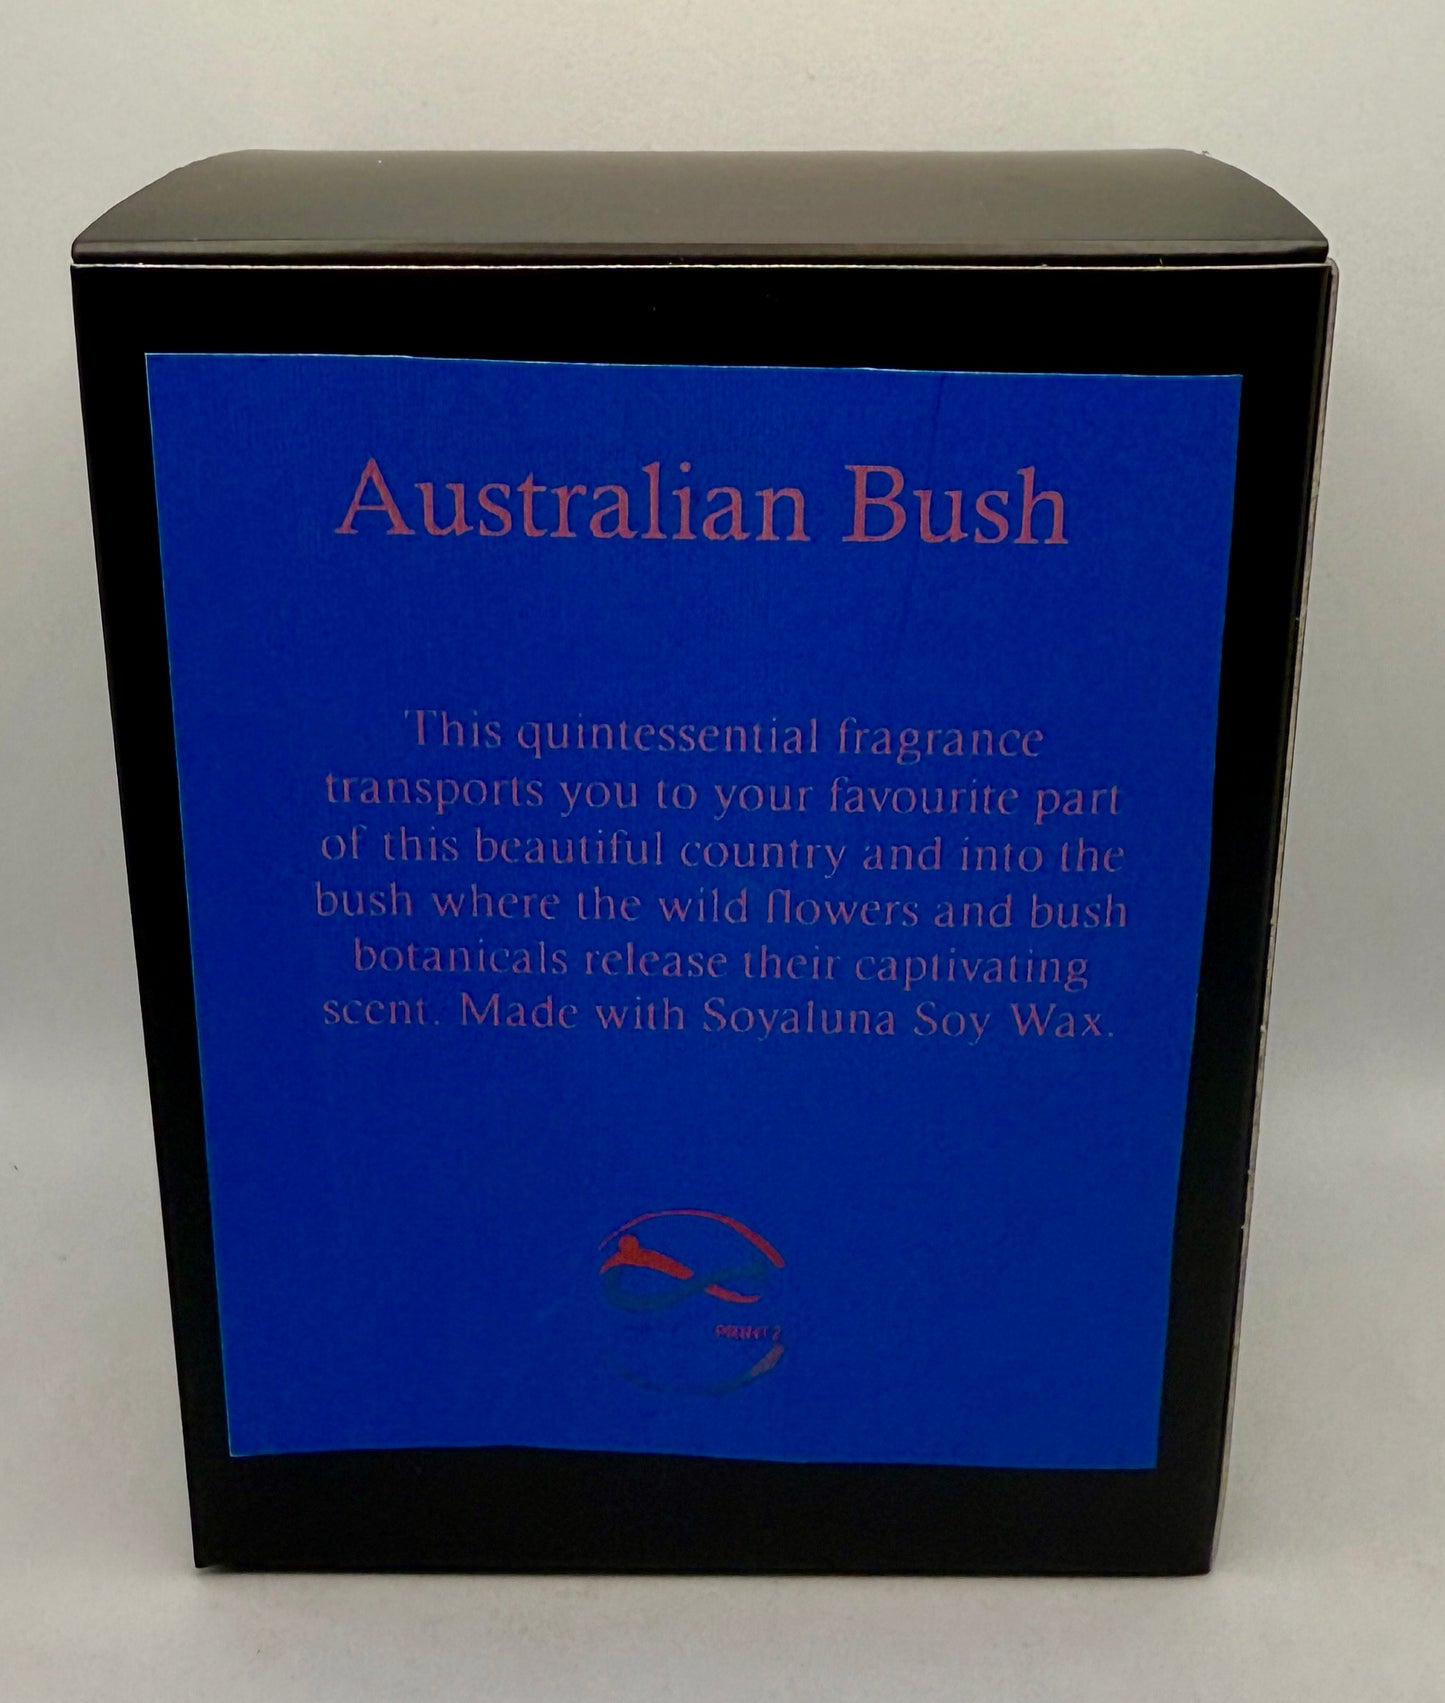 Australian Bush
This quintessential fragrance
transports you to your favourite part
of this beautiful country and into the
bush where the wild flowers and bush
botanicals release their captivating
scent. Made with Soyaluna Soy Wax.